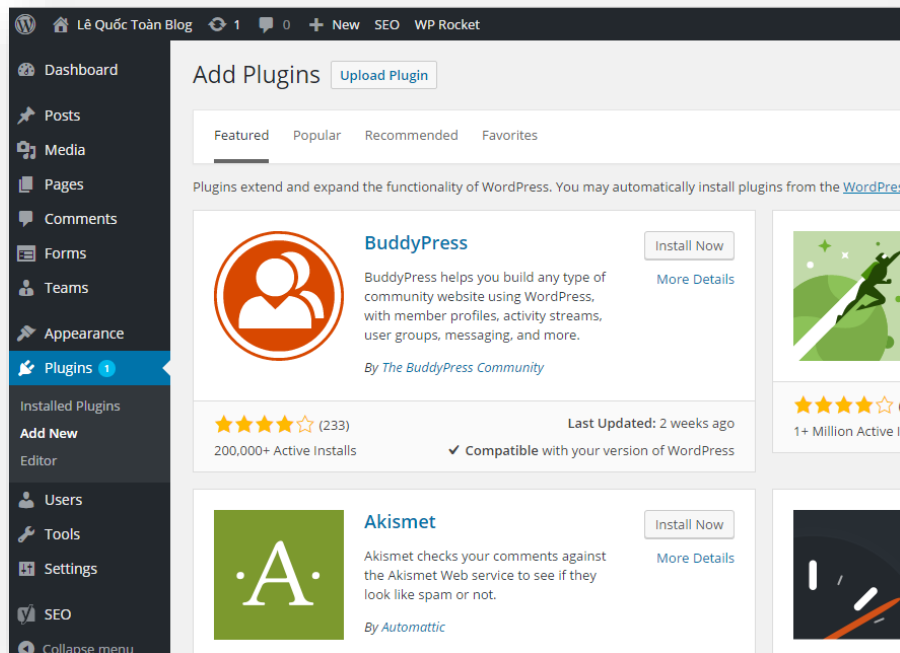 Lê Quốc Toàn Blog 1 0 New SEO WP Rocket
Dashboard
Posts
Media
Pages
Comments
Forms
Teams
Appearance
Plugins 1
Installed Plugins
Add New
Editor
Users
Tools
Settings
SEO
Collapse menu
Add Plugins Upload Plugin
Featured Popular Recommended Favorites
Plugins extend and expand the functionality of WordPress. You may automatically install plugins from the
BuddyPress
Install Now
More Details
BuddyPress helps you build any type of
community website using WordPress,
with member profiles, activity streams,
user groups, messaging, and more.
By The BuddyPress Community
(233)
200,000+ Active Installs
Last Updated: 2 weeks ago
Compatible with your version of WordPress
1+ Million Active
A
Akismet
Install Now
More Details
Akismet checks your comments against
the Akismet Web service to see if they
look like spam or not.
By Automattic